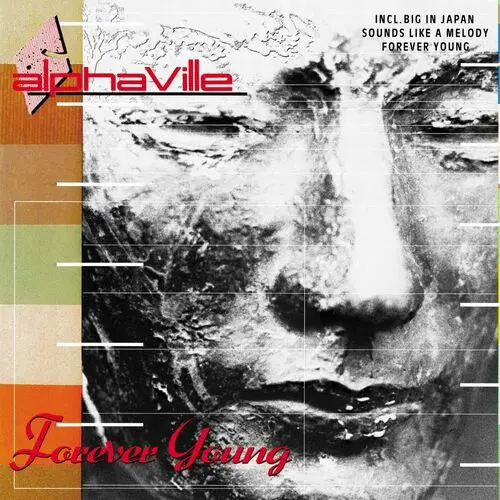 INCL.BIG IN JAPAN
SOUNDS LIKE A MELODY
FOREVER YOUNG
alphaville
Forever Young